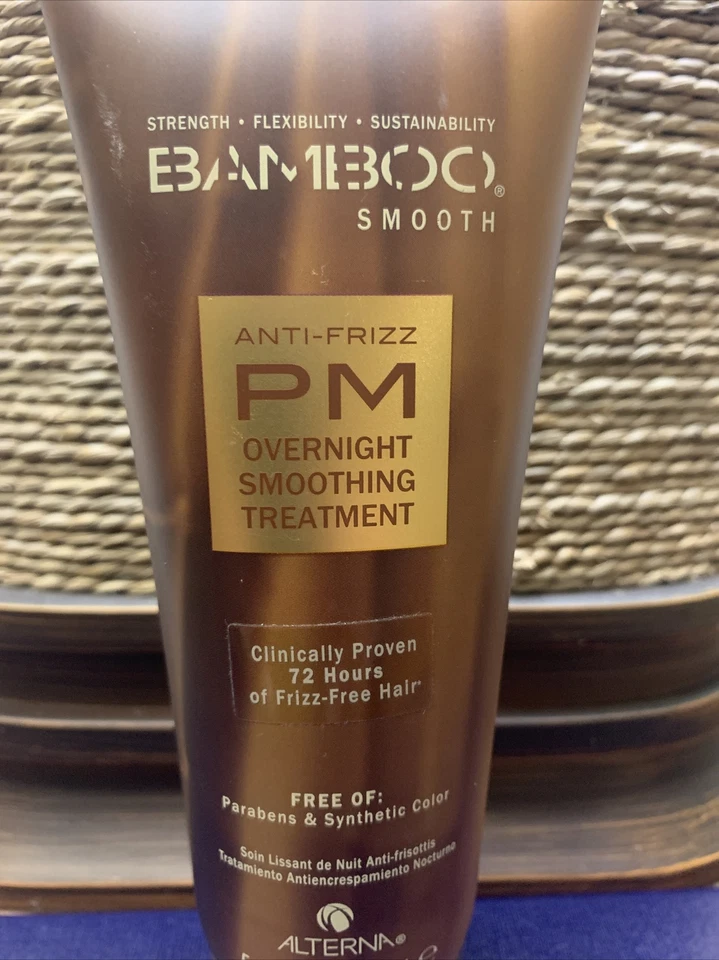 STRENGTH • FLEXIBILITY • SUSTAINABILITY
BAMBOO®
SMOOTH
ANTI-FRIZZ
PM
OVERNIGHT
SMOOTHING
TREATMENT
Clinically Proven
72 Hours
of Frizz-Free Hair*
FREE OF:
Parabens & Synthetic Color
Soin Lissant de Nuit Anti-frisottis
Tratamiento Antiencrespamiento Nocturno
ALTERNA®